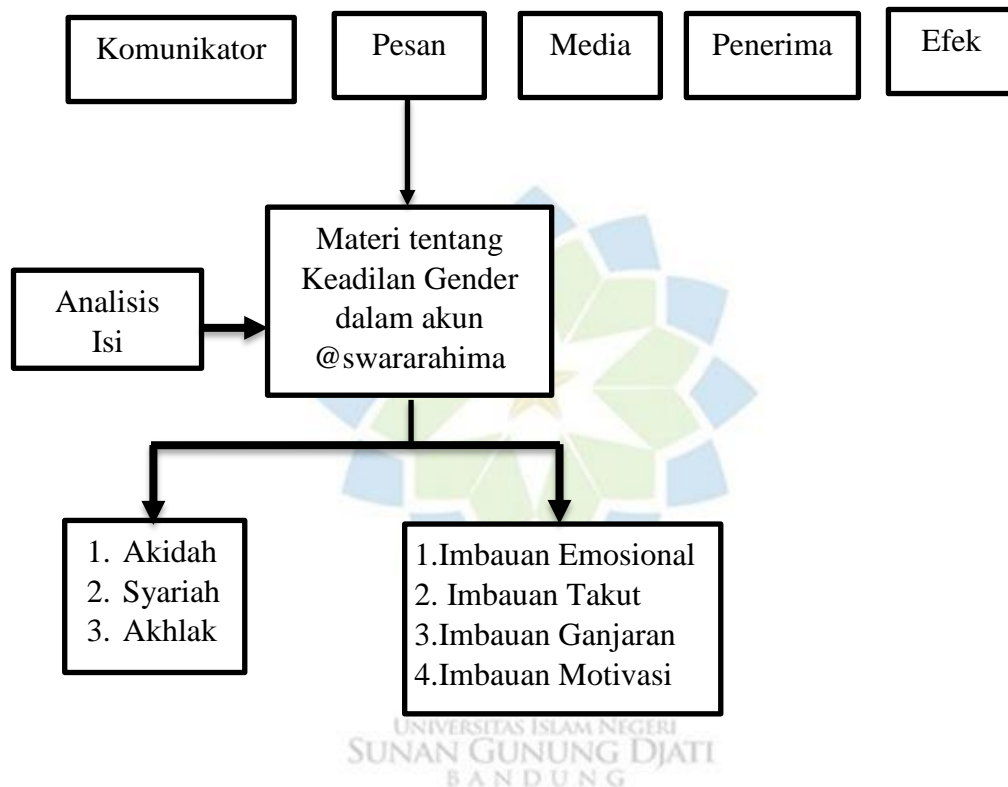 Komunikator
Pesan
Media
Penerima
Efek
Materi tentang
Keadilan Gender
dalam akun
@swararahima
Analisis
Isi
1. Akidah
2. Syariah
3. Akhlak
1.Imbauan Emosional
2. Imbauan Takut
3.Imbauan Ganjaran
4.Imbauan Motivasi
UNIVERSITAS ISLAM NEGERI
SUNAN GUNUNG DJATI
BANDUNG